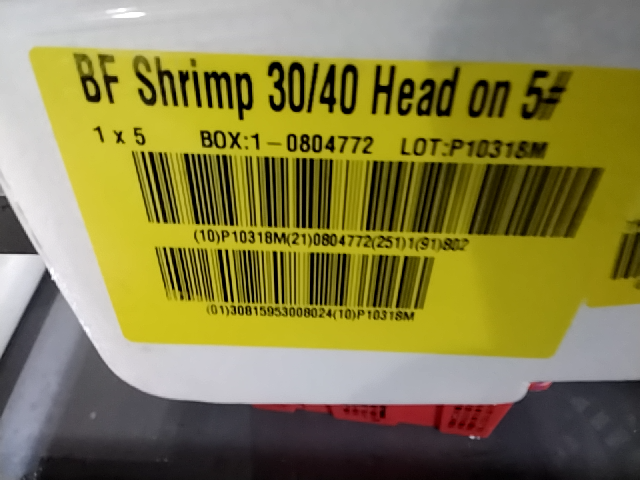 BF Shrimp 30/40 Head on 5#
1 x 5 BOX:1-0804772 LOT:P10318M
(10)P10318M(21)0804772(251)1(91)802
(01)30815953008024(10)P10318M